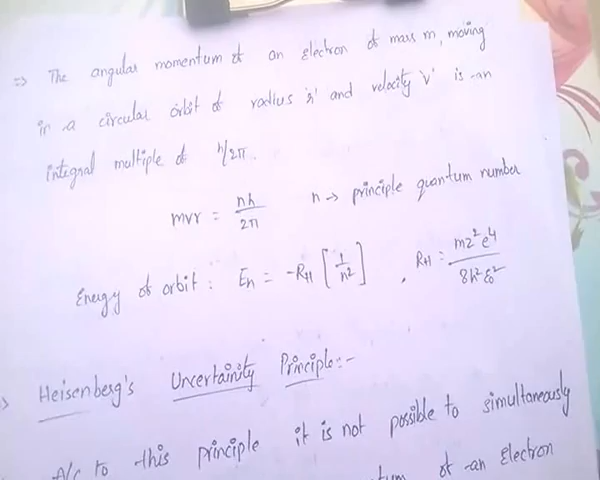 => The angular momentum of an electron of mass m, moving
in a circular orbit of radius 'r' and velocity 'v' is an
integral multiple of h/2π.
mvr = nh/2π n → principle quantum number
Energy of orbit : En = -RH [1/n²] , RH = mz²e⁴/8h²ε₀²
Heisenberg's Uncertainity Principle:-
A/c to this principle it is not possible to simultaneously
of an Electron